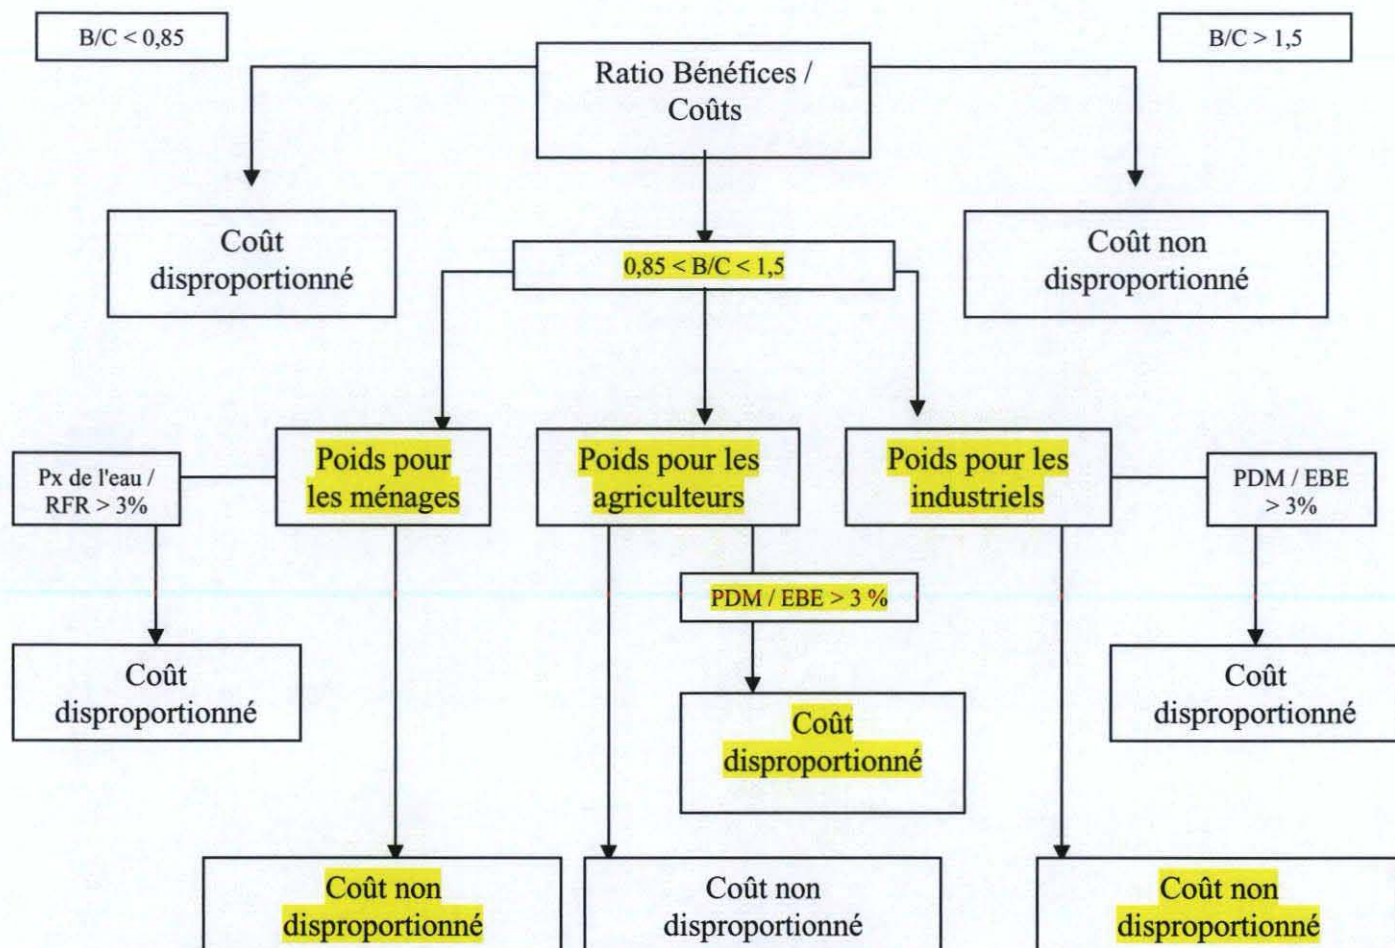 B/C < 0,85
B/C > 1,5
Ratio Bénéfices /
Coûts
Coût
disproportionné
0,85 < B/C < 1,5
Coût non
disproportionné
Px de l'eau /
RFR > 3%
Poids pour
les ménages
Poids pour les
agriculteurs
Poids pour les
industriels
PDM / EBE
> 3%
PDM / EBE > 3 %
Coût
disproportionné
Coût
disproportionné
Coût
disproportionné
Coût non
disproportionné
Coût non
disproportionné
Coût non
disproportionné